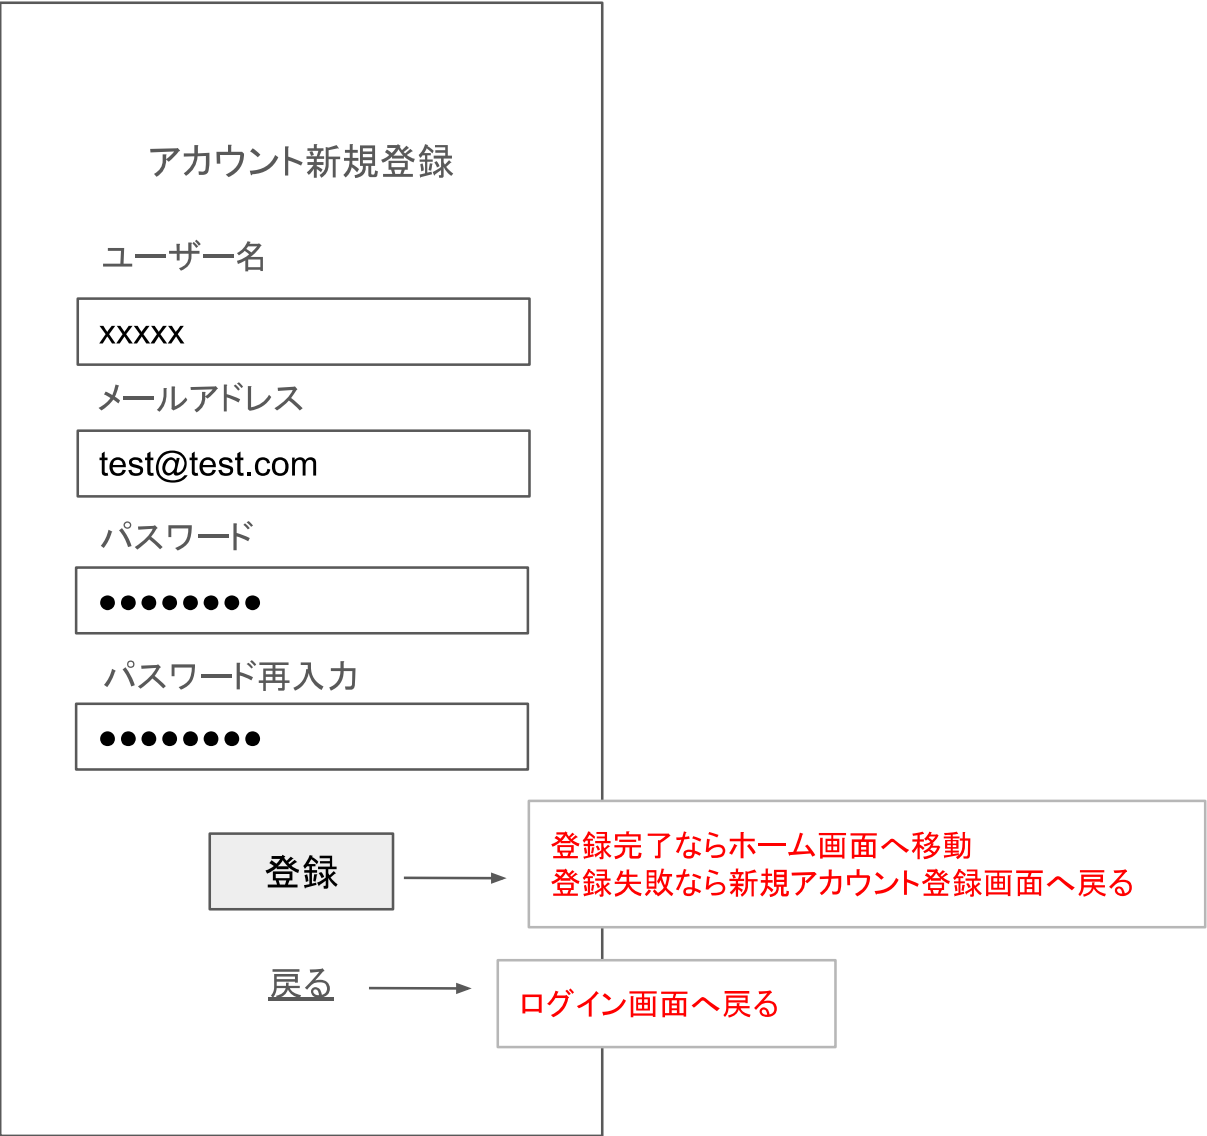 アカウント新規登録
ユーザー名
xxxxx
メールアドレス
test@test.com
パスワード
●●●●●●●●
パスワード再入力
●●●●●●●●
登録
登録完了ならホーム画面へ移動
登録失敗なら新規アカウント登録画面へ戻る
戻る
ログイン画面へ戻る